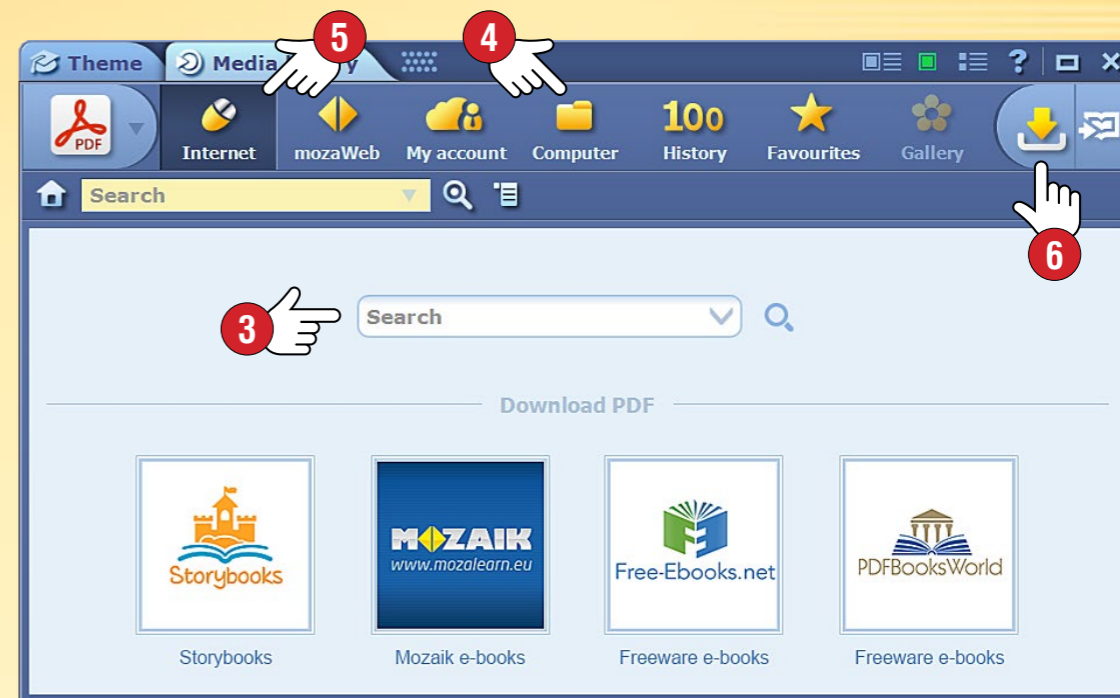 5
4
Theme
Media y
?
PDF
Internet
mozaWeb
My account
Computer
100
History
Favourites
Gallery
Search
6
3
Search
Download PDF
Storybooks
MOZAIK
www.mozalearn.eu
Free-Ebooks.net
PDFBooksWorld
Storybooks
Mozaik e-books
Freeware e-books
Freeware e-books